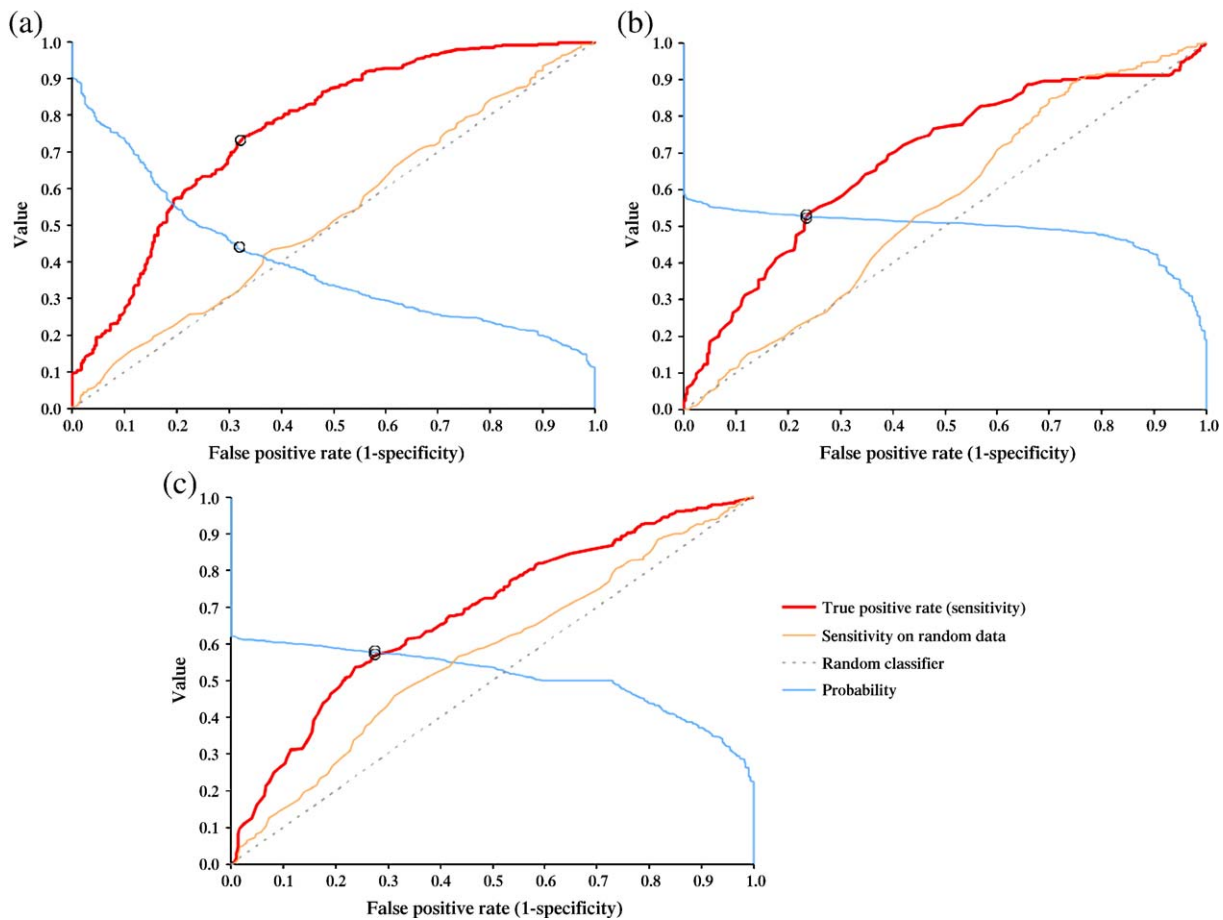 (a)
1.0
0.9
0.8
0.7
0.6
0.5
0.4
0.3
0.2
0.1
0.0
Value
0.0 0.1 0.2 0.3 0.4 0.5 0.6 0.7 0.8 0.9 1.0
False positive rate (1-specificity)
(b)
1.0
0.9
0.8
0.7
0.6
0.5
0.4
0.3
0.2
0.1
0.0
Value
0.0 0.1 0.2 0.3 0.4 0.5 0.6 0.7 0.8 0.9 1.0
False positive rate (1-specificity)
(c)
1.0
0.9
0.8
0.7
0.6
0.5
0.4
0.3
0.2
0.1
0.0
Value
0.0 0.1 0.2 0.3 0.4 0.5 0.6 0.7 0.8 0.9 1.0
False positive rate (1-specificity)
True positive rate (sensitivity)
Sensitivity on random data
Random classifier
Probability